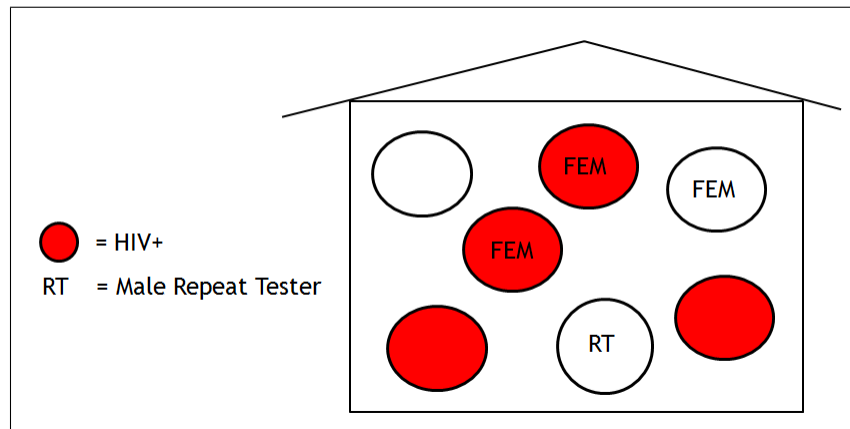 FEM
FEM
FEM
= HIV+
RT = Male Repeat Tester
RT